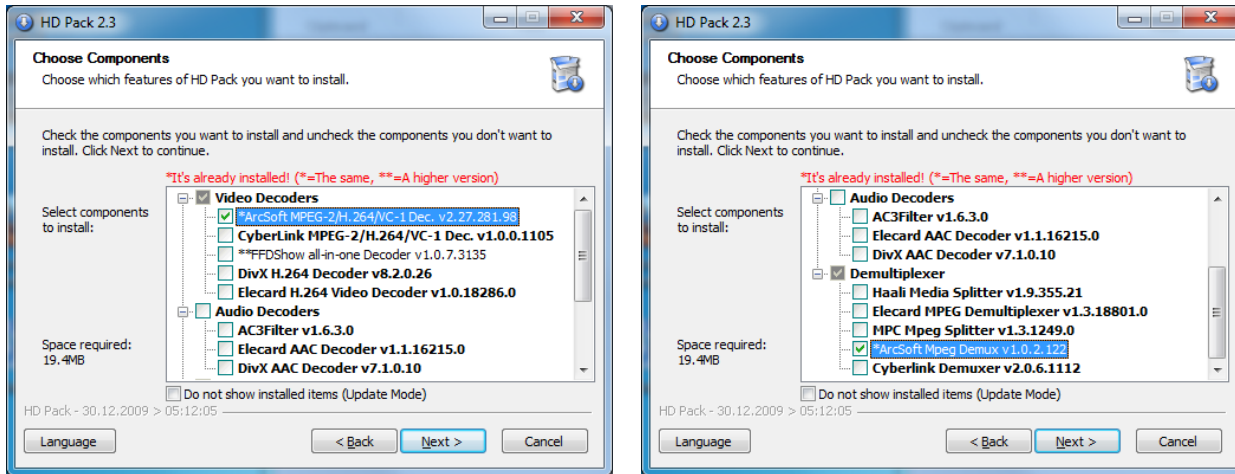 HD Pack 2.3
Choose Components
Choose which features of HD Pack you want to install.
Check the components you want to install and uncheck the components you don't want to
install. Click Next to continue.
*It's already installed! (*=The same, **=A higher version)
Select components
to install:
Video Decoders
*ArcSoft MPEG-2/H.264/VC-1 Dec. v2.27.281.98
CyberLink MPEG-2/H.264/VC-1 Dec. v1.0.0.1105
**FFDShow all-in-one Decoder v1.0.7.3135
DivX H.264 Decoder v8.2.0.26
Elecard H.264 Video Decoder v1.0.18286.0
Audio Decoders
AC3Filter v1.6.3.0
Elecard AAC Decoder v1.1.16215.0
DivX AAC Decoder v7.1.0.10
Space required:
19.4MB
Do not show installed items (Update Mode)
HD Pack - 30.12.2009 > 05:12:05
Language
< Back
Next >
Cancel
HD Pack 2.3
Choose Components
Choose which features of HD Pack you want to install.
Check the components you want to install and uncheck the components you don't want to
install. Click Next to continue.
*It's already installed! (*=The same, **=A higher version)
Select components
to install:
Audio Decoders
AC3Filter v1.6.3.0
Elecard AAC Decoder v1.1.16215.0
DivX AAC Decoder v7.1.0.10
Demultiplexer
Haali Media Splitter v1.9.355.21
Elecard MPEG Demultiplexer v1.3.18801.0
MPC Mpeg Splitter v1.3.1249.0
*ArcSoft Mpeg Demux v1.0.2.122
Cyberlink Demuxer v2.0.6.1112
Space required:
19.4MB
Do not show installed items (Update Mode)
HD Pack - 30.12.2009 > 05:12:05
Language
< Back
Next >
Cancel